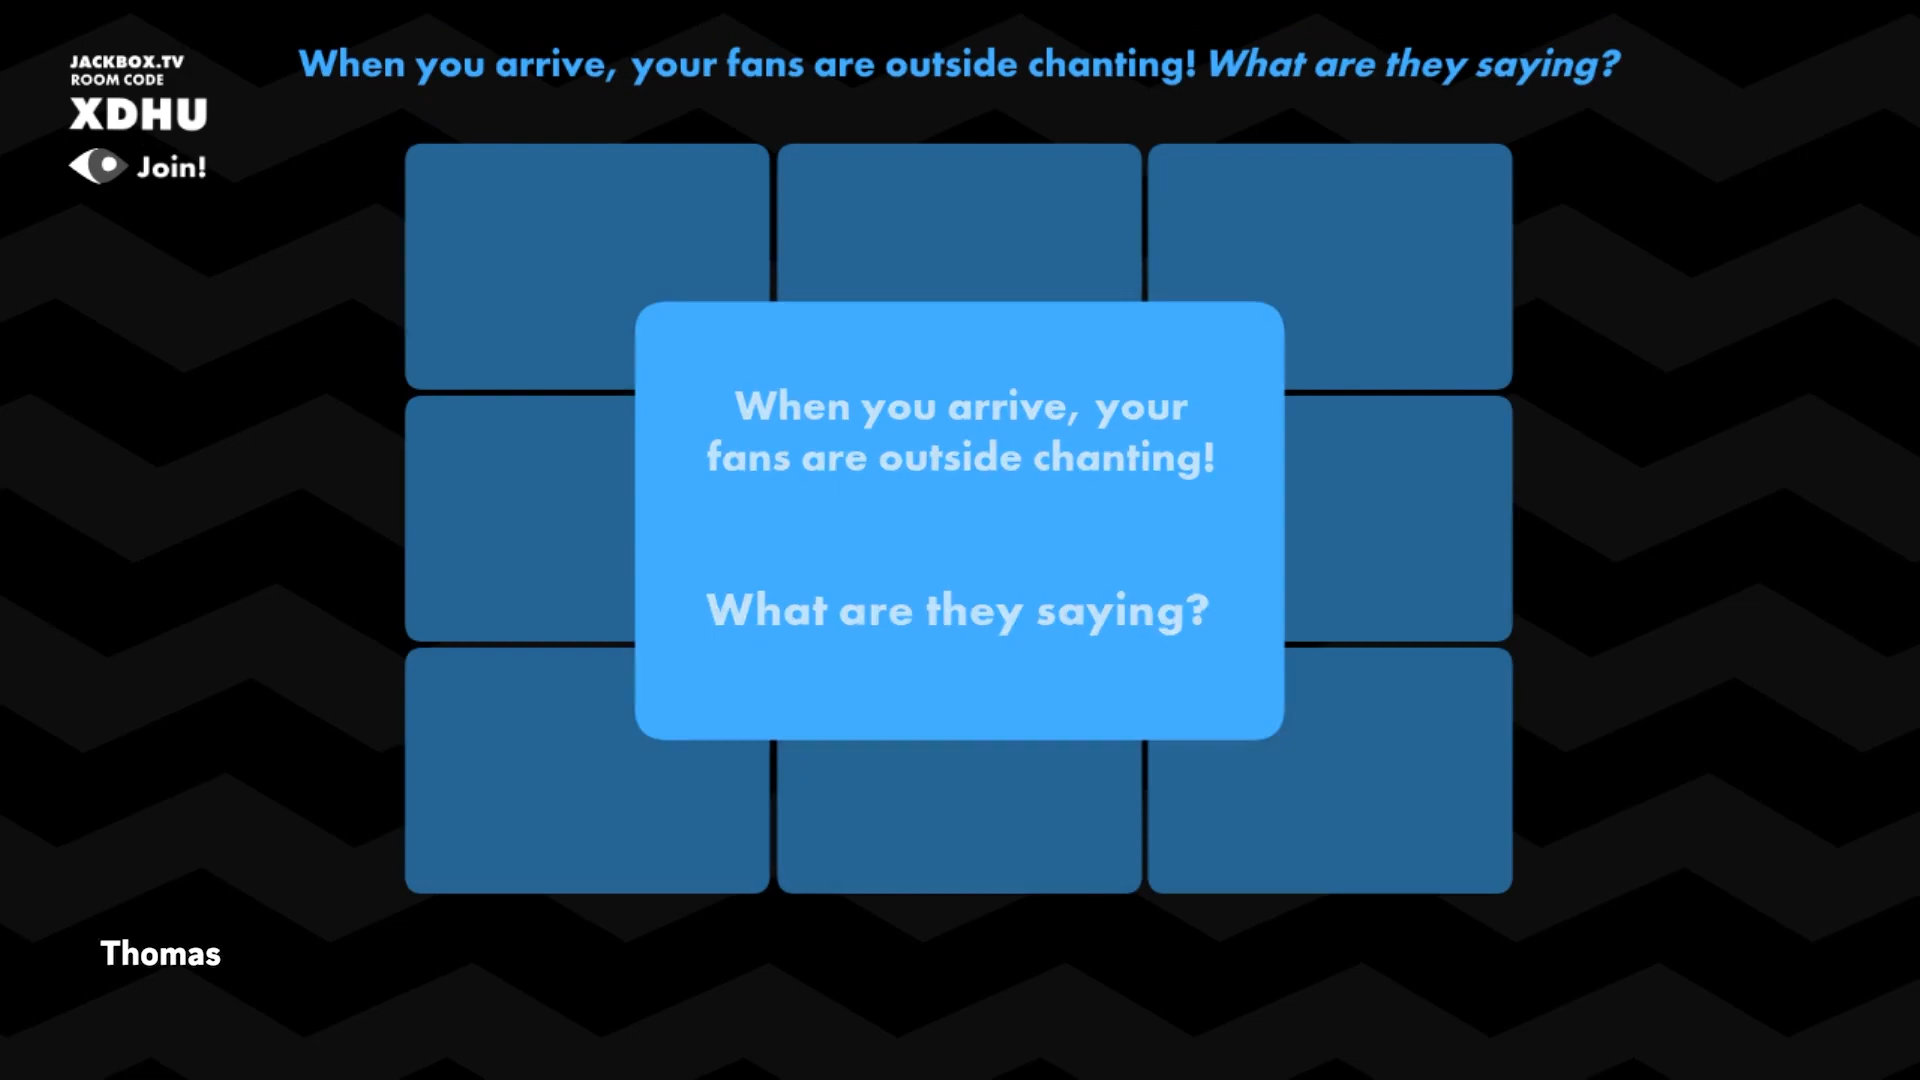 JACKBOX.TV
ROOM CODE
XDHU
Join!
When you arrive, your fans are outside chanting! What are they saying?
When you arrive, your
fans are outside chanting!
What are they saying?
Thomas